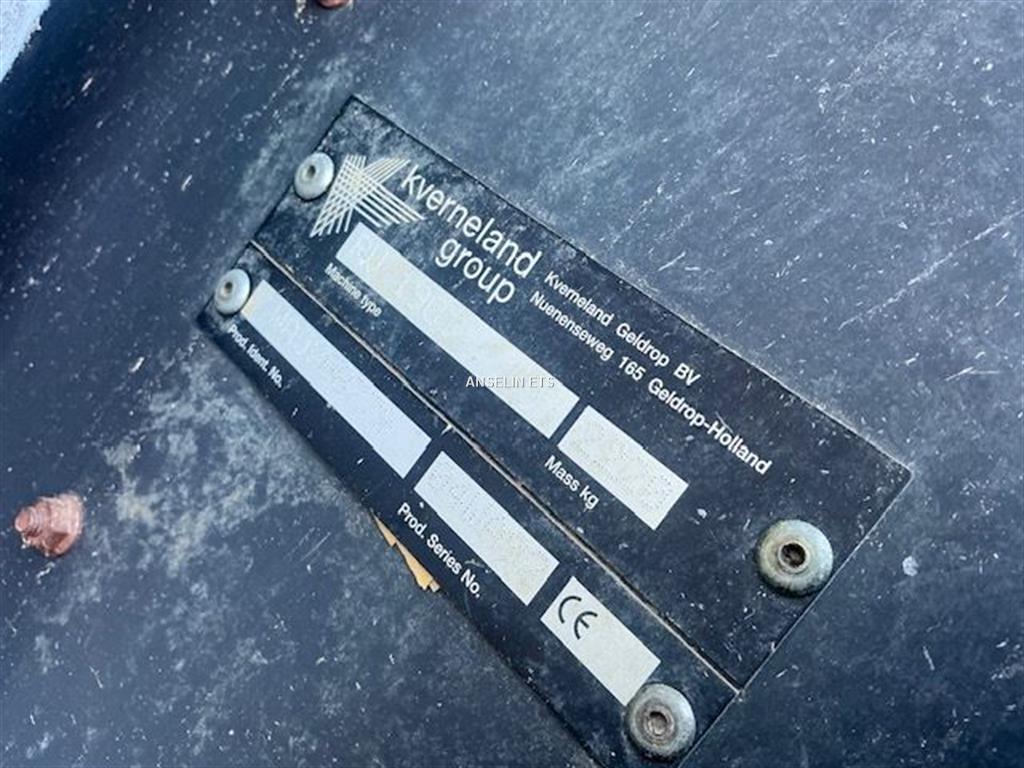 kverneland
group
Kverneland Geldrop BV
Nuenenseweg 165 Geldrop-Holland
Machine type
Mass kg
Prod. Ident. No.
Prod. Series No.
CE
ANSELIN ETS